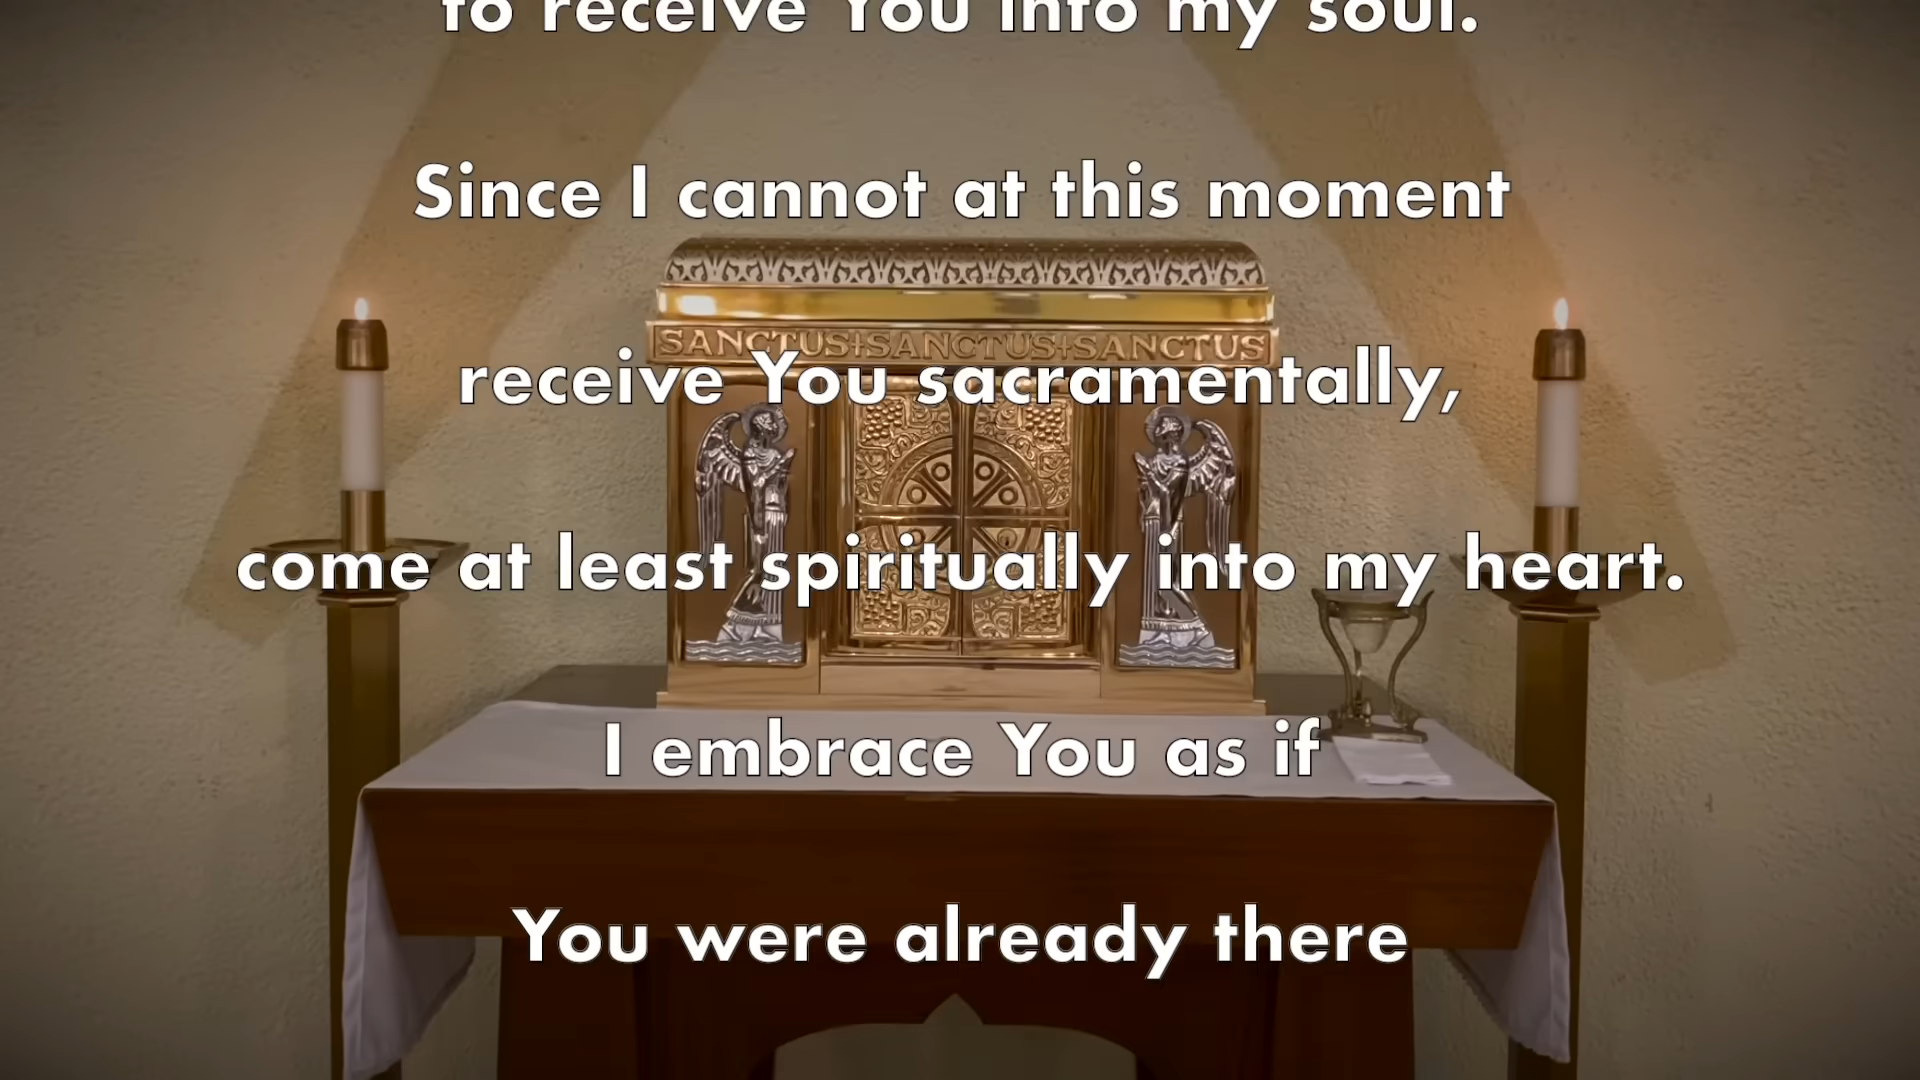 to receive You into my soul.
Since I cannot at this moment
SANCTUS+SANCTUS+SANCTUS
receive You sacramentally,
come at least spiritually into my heart.
I embrace You as if
You were already there